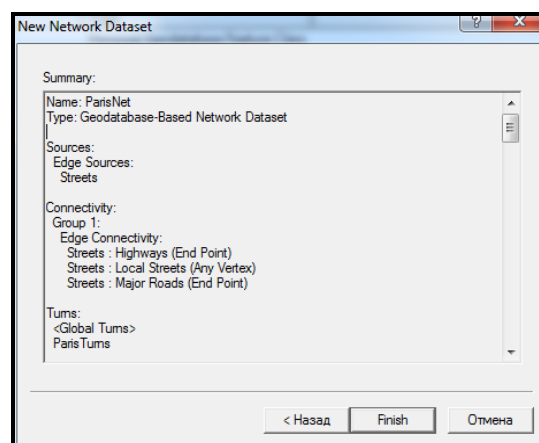 New Network Dataset
Summary:
Name: ParisNet
Type: Geodatabase-Based Network Dataset
Sources:
Edge Sources:
Streets
Connectivity:
Group 1:
Edge Connectivity:
Streets : Highways (End Point)
Streets : Local Streets (Any Vertex)
Streets : Major Roads (End Point)
Turns:
<Global Turns>
ParisTurns
< Назад Finish Отмена